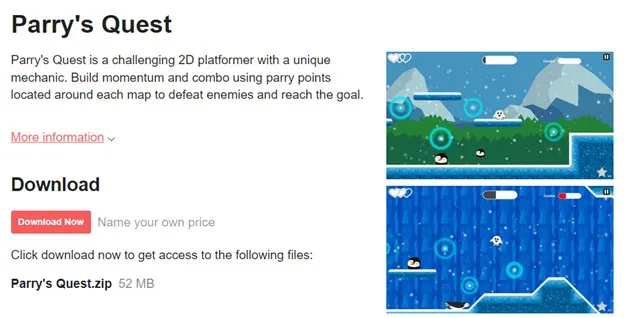 Parry's Quest
Parry's Quest is a challenging 2D platformer with a unique
mechanic. Build momentum and combo using parry points
located around each map to defeat enemies and reach the goal.
More information
Download
Download Now Name your own price
Click download now to get access to the following files:
Parry's Quest.zip 52 MB
Combo
Combo